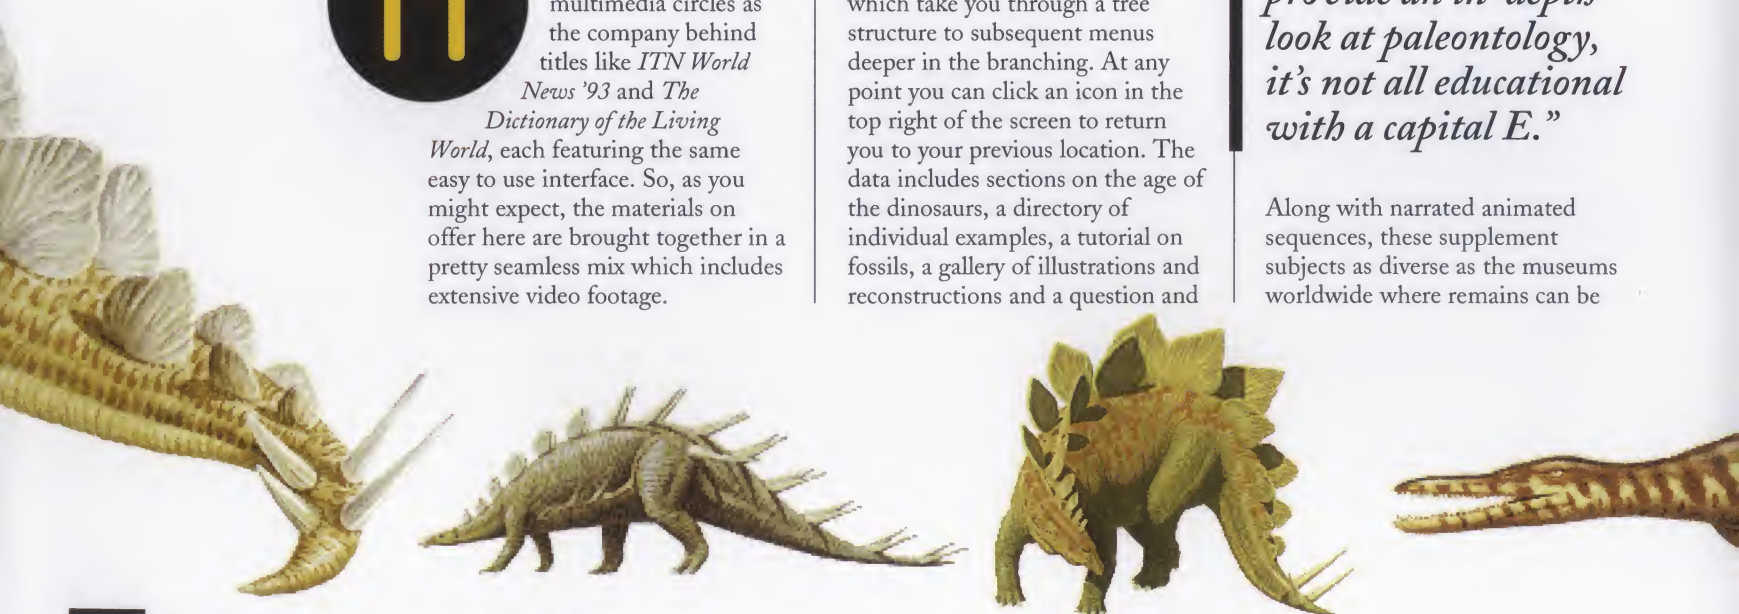 multimedia circles as
the company behind
titles like ITN World
News '93 and The
Dictionary of the Living
World, each featuring the same
easy to use interface. So, as you
might expect, the materials on
offer here are brought together in a
pretty seamless mix which includes
extensive video footage.
which take you through a tree
structure to subsequent menus
deeper in the branching. At any
point you can click an icon in the
top right of the screen to return
you to your previous location. The
data includes sections on the age of
the dinosaurs, a directory of
individual examples, a tutorial on
fossils, a gallery of illustrations and
reconstructions and a question and
provide an in-depth
look at paleontology,
it's not all educational
with a capital E.”
Along with narrated animated
sequences, these supplement
subjects as diverse as the museums
worldwide where remains can be